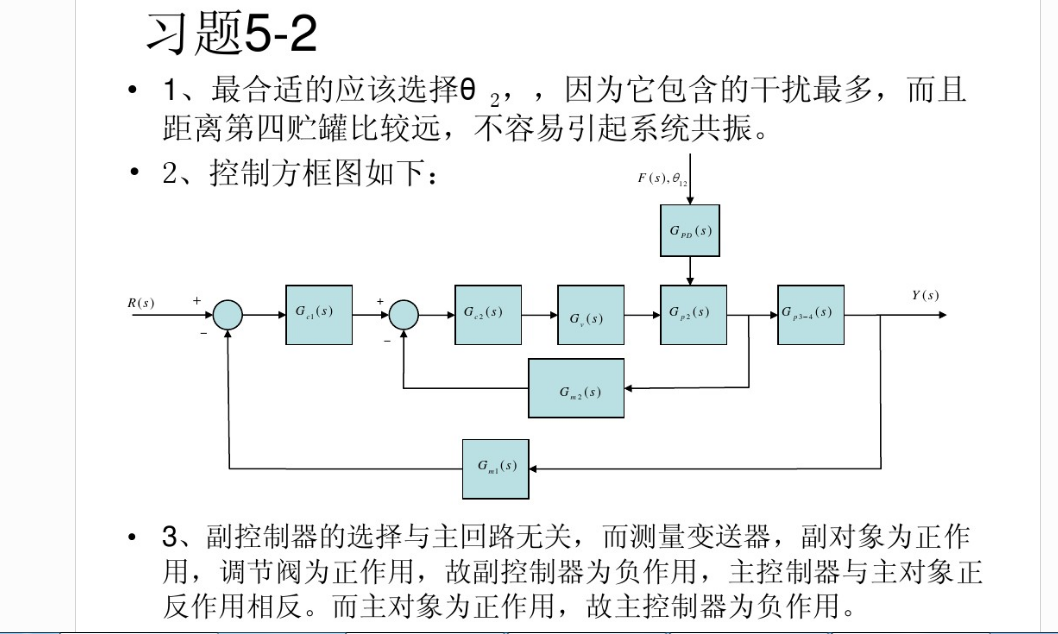 习题5-2
• 1、最合适的应该选择θ 2，，因为它包含的干扰最多，而且
距离第四贮罐比较远，不容易引起系统共振。
• 2、控制方框图如下：
F(s),θ12
GPD(s)
R(s)
+
−
Gc1(s)
+
−
Gc2(s)
Gv(s)
Gp2(s)
Gp3−4(s)
Y(s)
Gm2(s)
Gm1(s)
• 3、副控制器的选择与主回路无关，而测量变送器，副对象为正作
用，调节阀为正作用，故副控制器为负作用，主控制器与主对象正
反作用相反。而主对象为正作用，故主控制器为负作用。